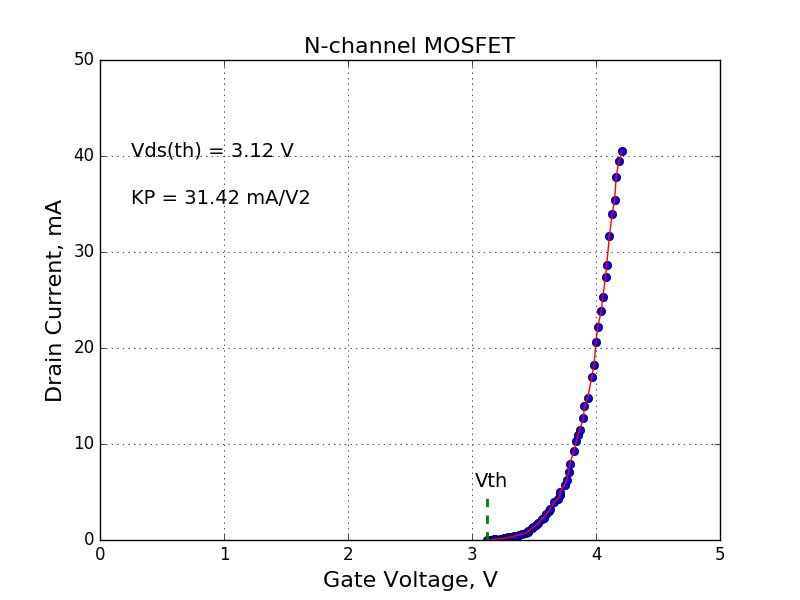 N-channel MOSFET
50
40
30
20
10
0
Drain Current, mA
Vds(th) = 3.12 V
KP = 31.42 mA/V2
Vth
0 1 2 3 4 5
Gate Voltage, V